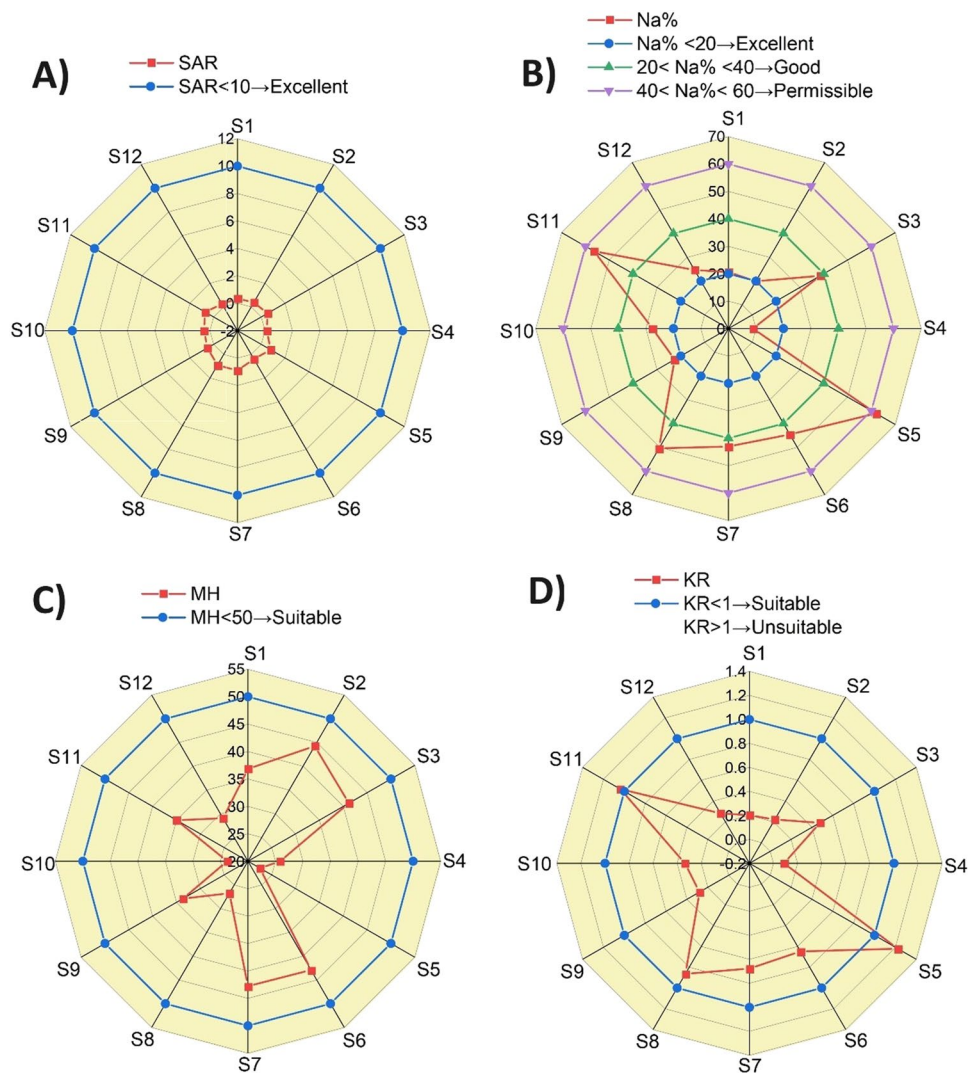 A)
SAR
SAR<10→Excellent
S1
S2
S3
S4
S5
S6
S7
S8
S9
S10
S11
S12
12
10
8
6
4
2
0
-2
B)
Na%
Na% <20→Excellent
20< Na% <40→Good
40< Na%< 60→Permissible
S1
S2
S3
S4
S5
S6
S7
S8
S9
S10
S11
S12
70
60
50
40
30
20
10
0
C)
MH
MH<50→Suitable
S1
S2
S3
S4
S5
S6
S7
S8
S9
S10
S11
S12
55
50
45
40
35
30
25
20
D)
KR
KR<1→Suitable
KR>1→Unsuitable
S1
S2
S3
S4
S5
S6
S7
S8
S9
S10
S11
S12
1.4
1.2
1.0
0.8
0.6
0.4
0.2
0.0
-0.2